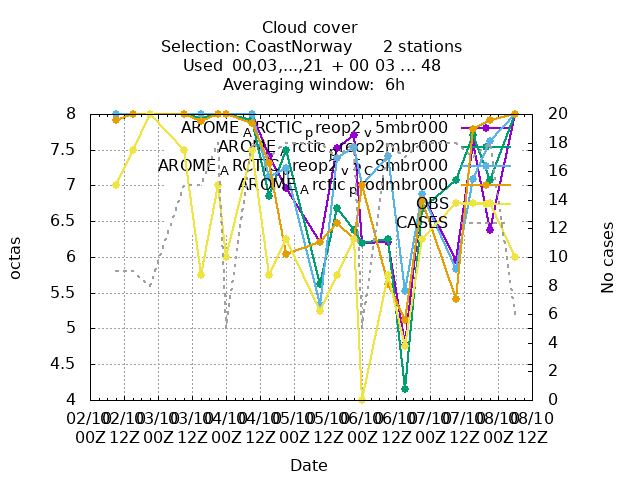 Cloud cover
Selection: CoastNorway 2 stations
Used 00,03,...,21 + 00 03 ... 48
Averaging window: 6h
8
7.5
7
6.5
6
5.5
5
4.5
4
octas
AROME_ARCTIC_preop2_v_5mbr000
AROME_Arctic_prop2mbr000
AROME_ARCTIC_preop2_v_CS5mbr000
AROME_Arctic_prodmbr000
OBS
CASES
20
18
16
14
12
10
8
6
4
2
0
No cases
02/10 02/10 03/10 03/10 04/10 04/10 05/10 05/10 06/10 06/10 07/10 07/10 08/10 08/10
00Z 12Z 00Z 12Z 00Z 12Z 00Z 12Z 00Z 12Z 00Z 12Z 00Z 12Z
Date